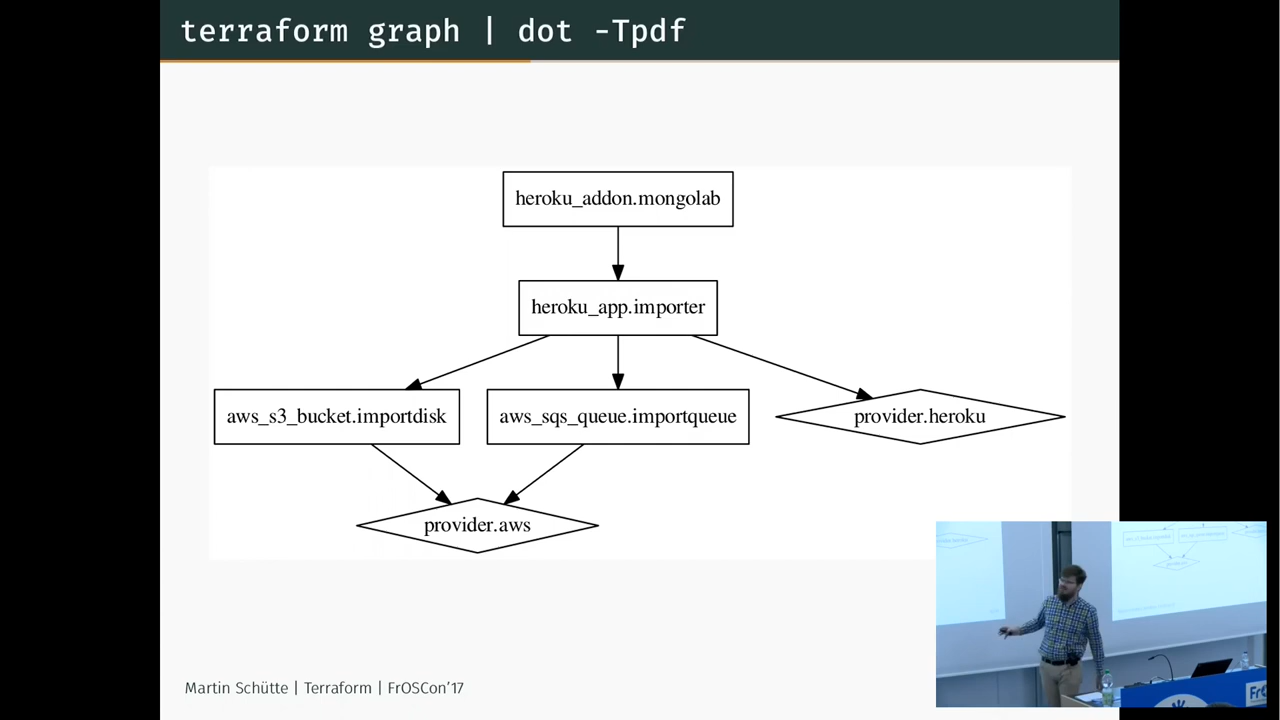 terraform graph | dot -Tpdf
heroku_addon.mongolab
heroku_app.importer
aws_s3_bucket.importdisk
aws_sqs_queue.importqueue
provider.heroku
provider.aws
Martin Schütte | Terraform | FrOSCon'17